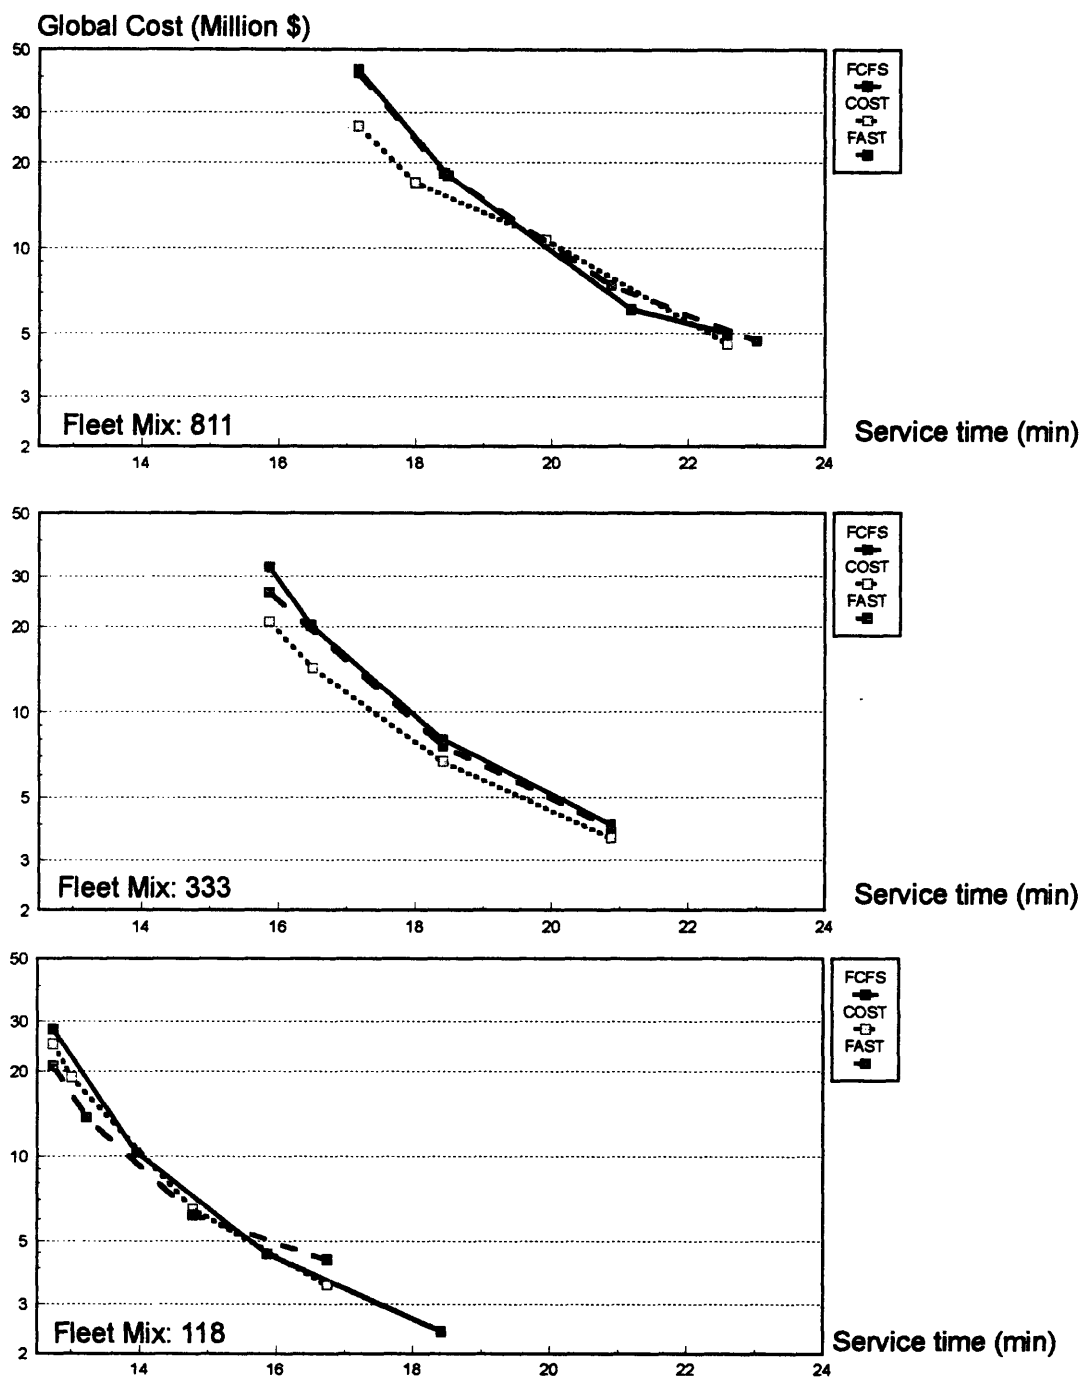 Global Cost (Million $)
50
30
20
10
5
3
2
Fleet Mix: 811
14
16
18
20
22
24
Service time (min)
FCFS
COST
FAST
50
30
20
10
5
3
2
Fleet Mix: 333
14
16
18
20
22
24
Service time (min)
FCFS
COST
FAST
50
30
20
10
5
3
2
Fleet Mix: 118
14
16
18
20
22
24
Service time (min)
FCFS
COST
FAST